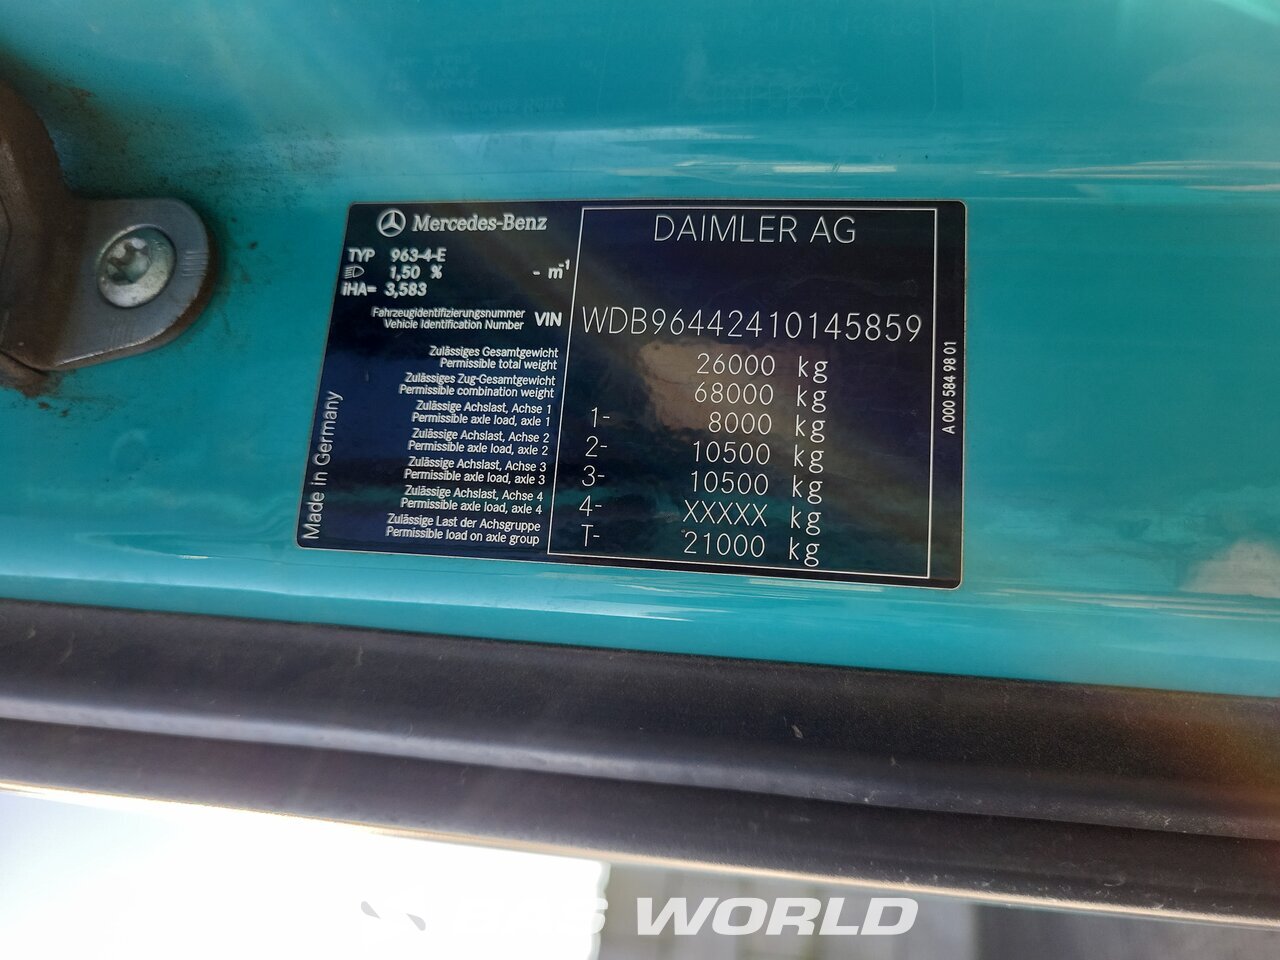 Mercedes-Benz
DAIMLER AG
TYP 963-4-E
1,50 % - m-1
iHA= 3,583
Fahrzeugidentifizierungsnummer
Vehicle Identification Number VIN WDB96442410145859
Zulässiges Gesamtgewicht
Permissible total weight 26000 kg
Zulässiges Zug-Gesamtgewicht
Permissible combination weight 68000 kg
Zulässige Achslast, Achse 1
Permissible axle load, axle 1 1- 8000 kg
Zulässige Achslast, Achse 2
Permissible axle load, axle 2 2- 10500 kg
Zulässige Achslast, Achse 3
Permissible axle load, axle 3 3- 10500 kg
Zulässige Achslast, Achse 4
Permissible axle load, axle 4 4- XXXXX kg
Zulässige Last der Achsgruppe
Permissible load on axle group T- 21000 kg
Made in Germany
A 000 584 98 01
BAS WORLD